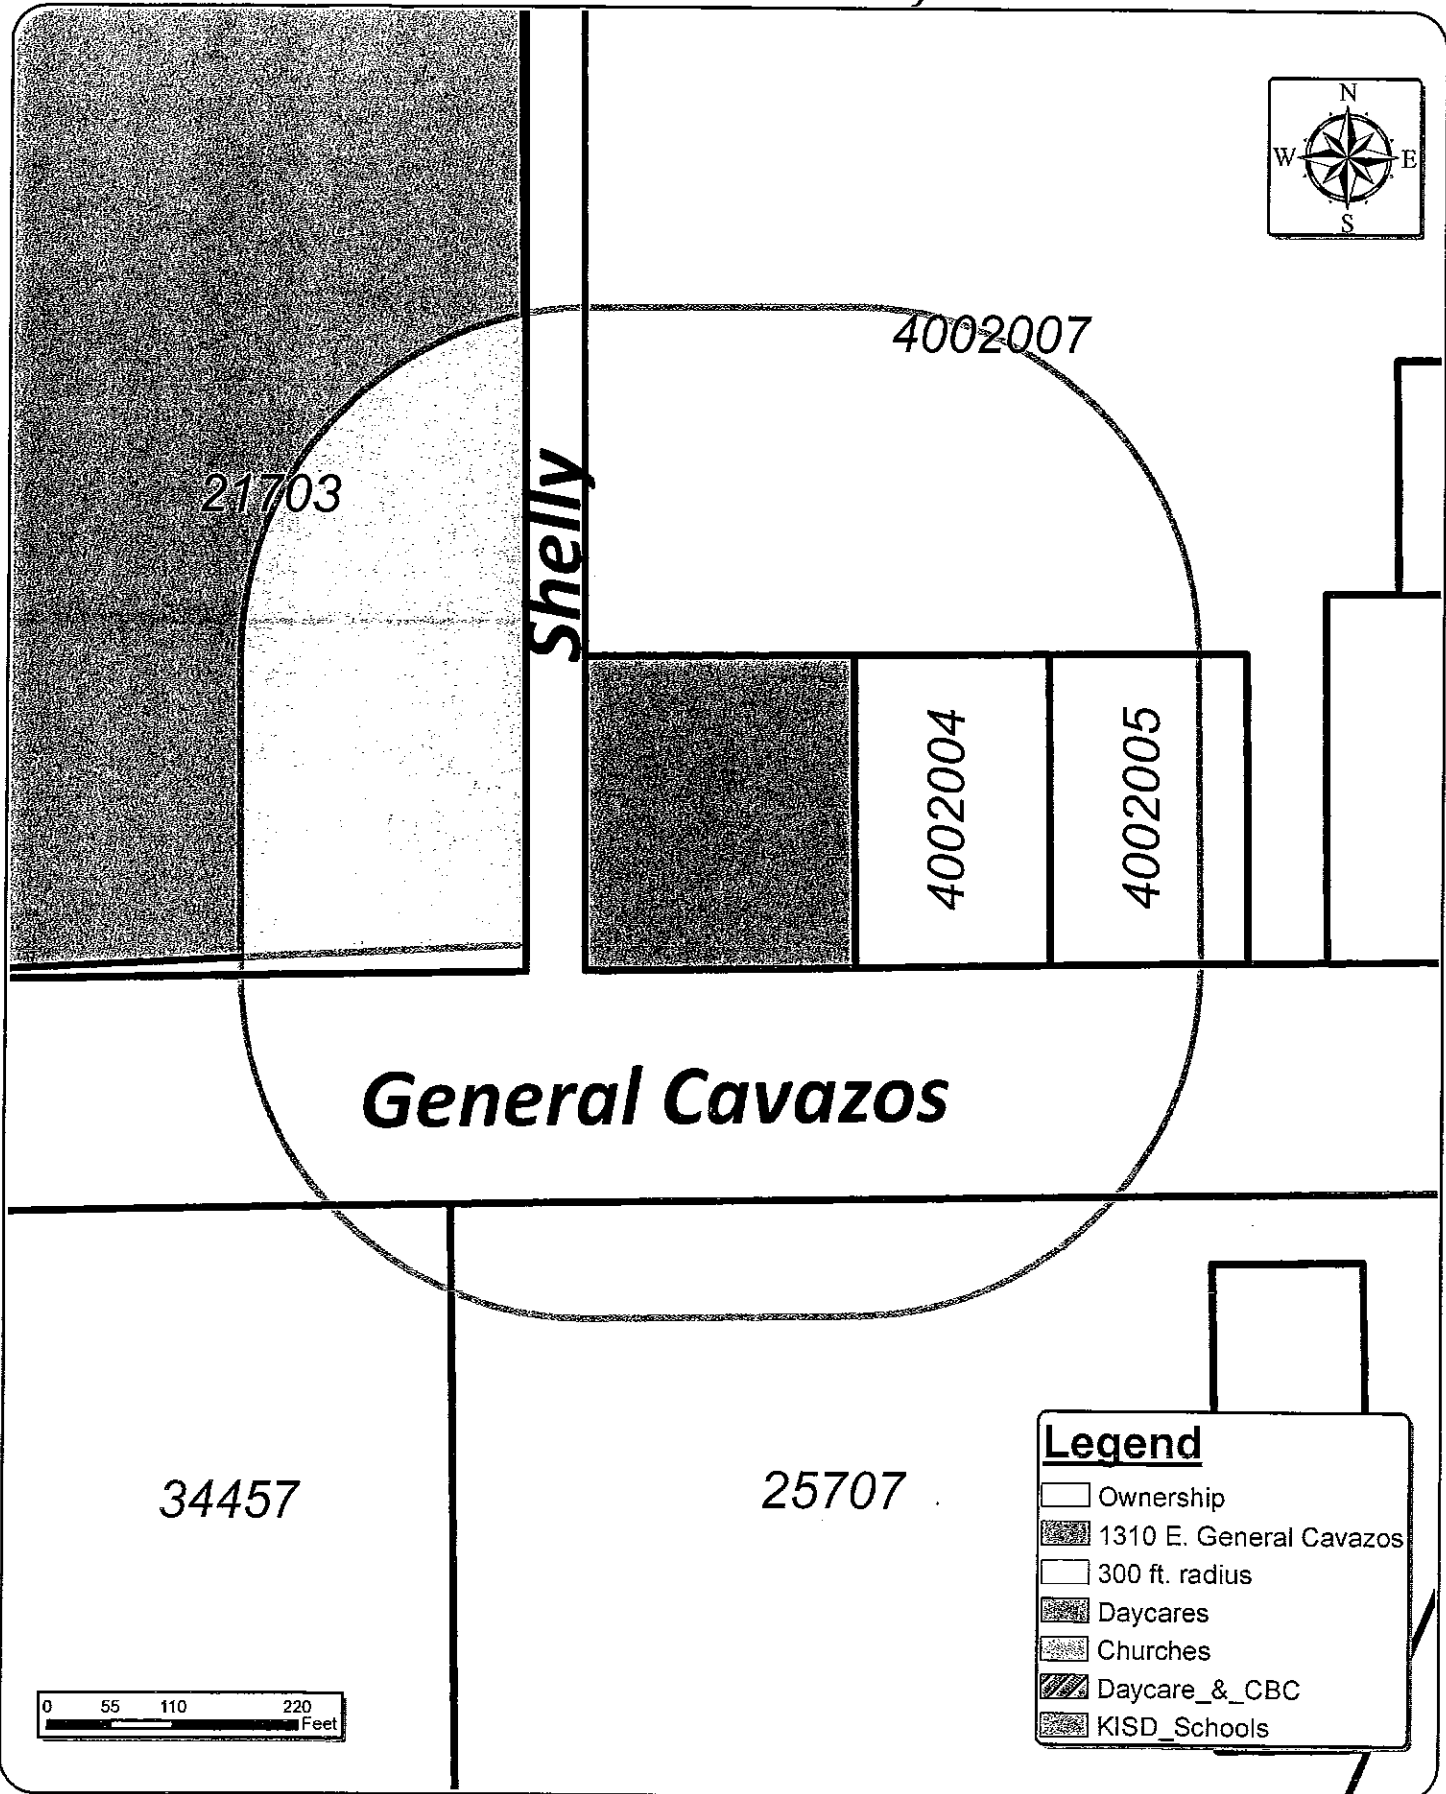 N
W E
S
4002007
21703
Shelly
4002004
4002005
General Cavazos
34457
25707
Legend
Ownership
1310 E. General Cavazos
300 ft. radius
Daycares
Churches
Daycare_&_CBC
KISD_Schools
0 55 110 220
Feet